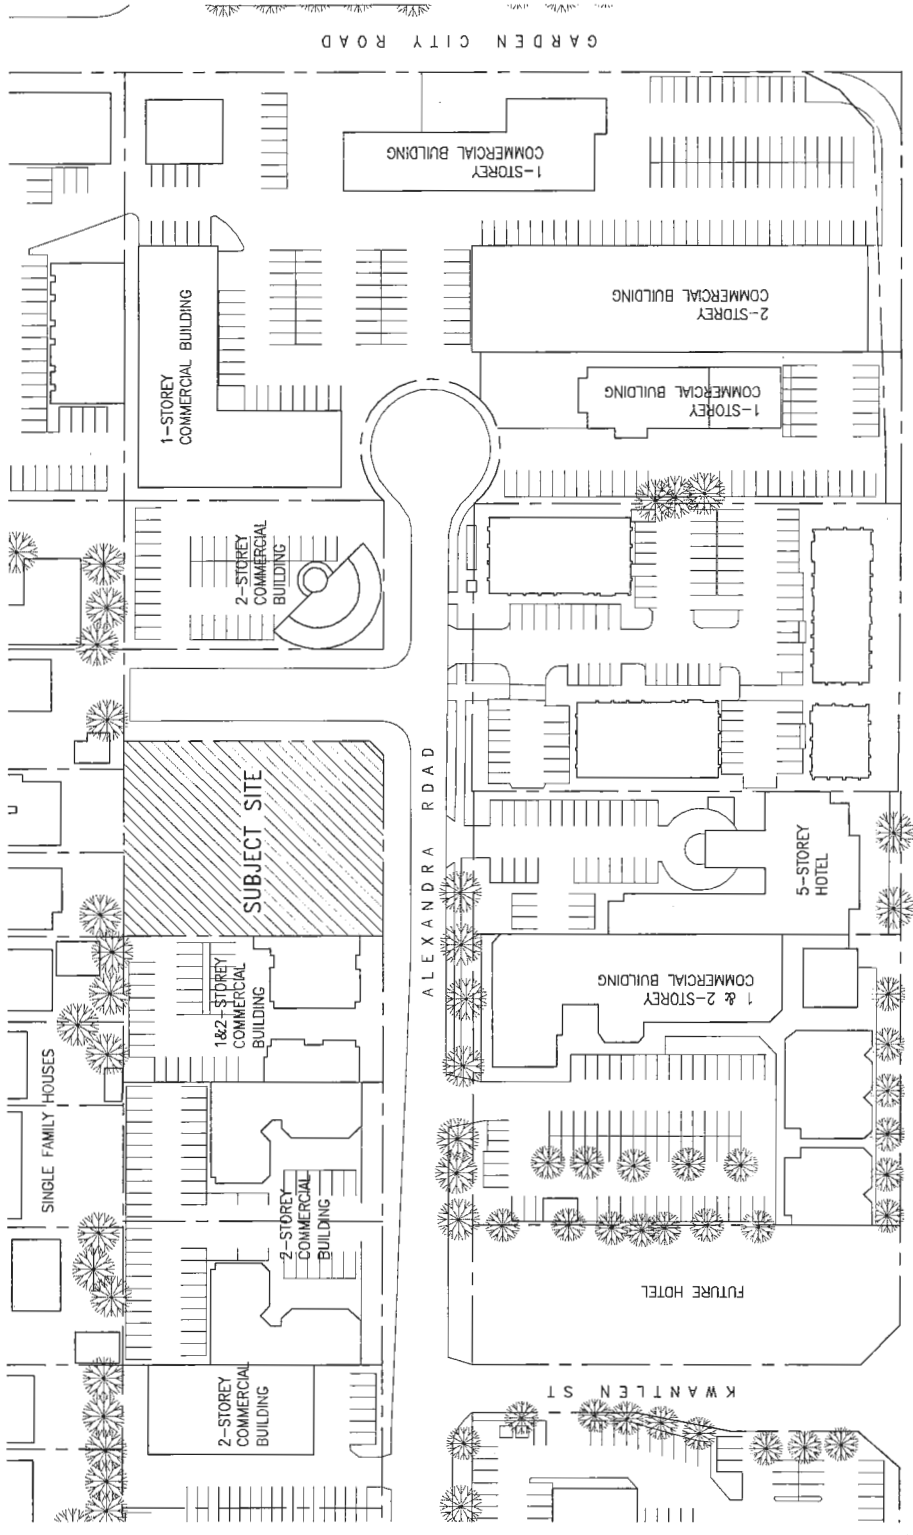 GARDEN CITY ROAD
1-STOREY
COMMERCIAL BUILDING
1-STOREY
COMMERCIAL BUILDING
2-STOREY
COMMERCIAL BUILDING
1-STOREY
COMMERCIAL BUILDING
2-STOREY
COMMERCIAL
BUILDING
SUBJECT SITE
ALEXANDRA ROAD
5-STOREY
HOTEL
1&2-STOREY
COMMERCIAL
BUILDING
1 & 2-STOREY
COMMERCIAL BUILDING
SINGLE FAMILY HOUSES
2-STOREY
COMMERCIAL
BUILDING
FUTURE HOTEL
2-STOREY
COMMERCIAL
BUILDING
KWANTLEN ST